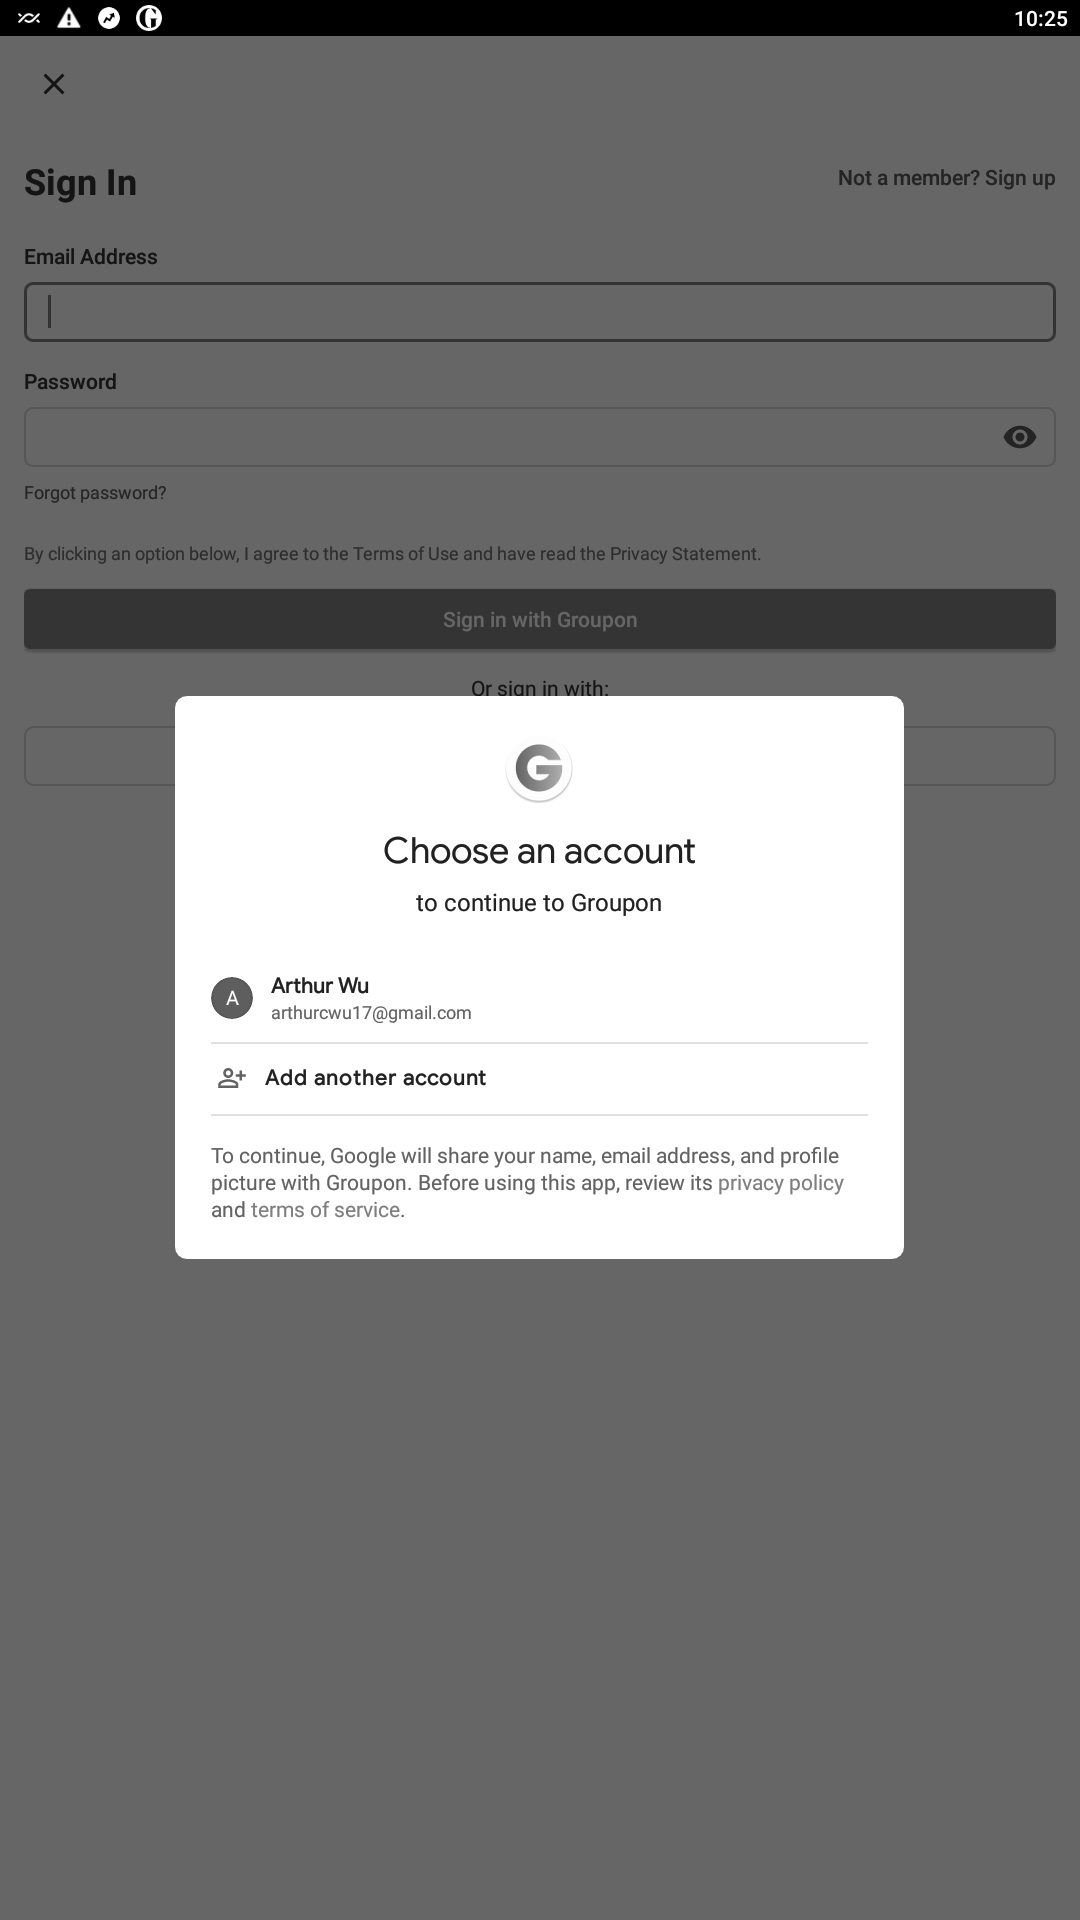 10:25
Sign In
Not a member? Sign up
Email Address
Password
Forgot password?
By clicking an option below, I agree to the Terms of Use and have read the Privacy Statement.
Sign in with Groupon
Or sign in with:
G
Choose an account
to continue to Groupon
A
Arthur Wu
arthurcwu17@gmail.com
Add another account
To continue, Google will share your name, email address, and profile
picture with Groupon. Before using this app, review its privacy policy
and terms of service.